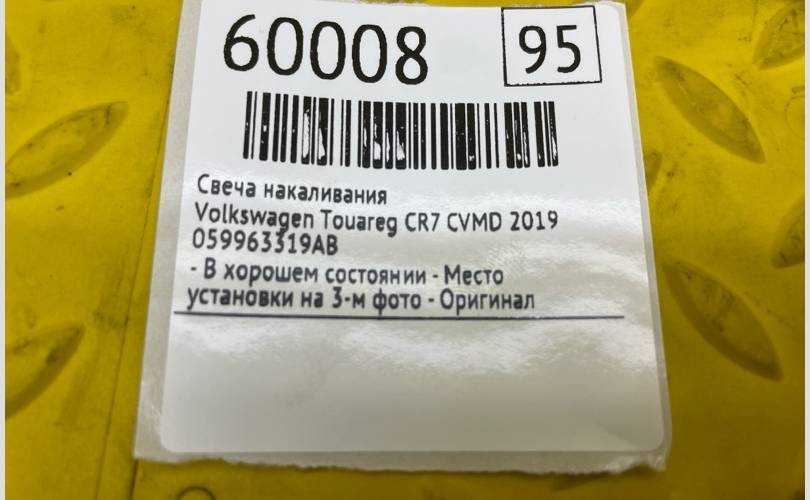 60008 95
Свеча накаливания
Volkswagen Touareg CR7 CVMD 2019
059963319AB
- В хорошем состоянии - Место
установки на 3-м фото - Оригинал